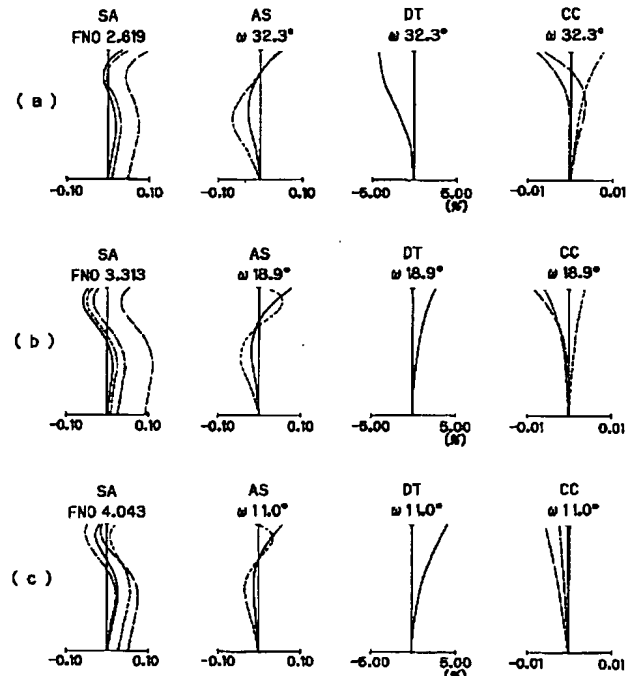 SA AS DT CC
FNO 2.619 ω 32.3° ω 32.3° ω 32.3°
( a )
-0.10 0.10 -0.10 0.10 -5.00 5.00 -0.01 0.01
(%)
SA AS DT CC
FNO 3.313 ω 18.9° ω 18.9° ω 18.9°
( b )
-0.10 0.10 -0.10 0.10 -5.00 5.00 -0.01 0.01
(%)
SA AS DT CC
FNO 4.043 ω 11.0° ω 11.0° ω 11.0°
( c )
-0.10 0.10 -0.10 0.10 -5.00 5.00 -0.01 0.01
(%)